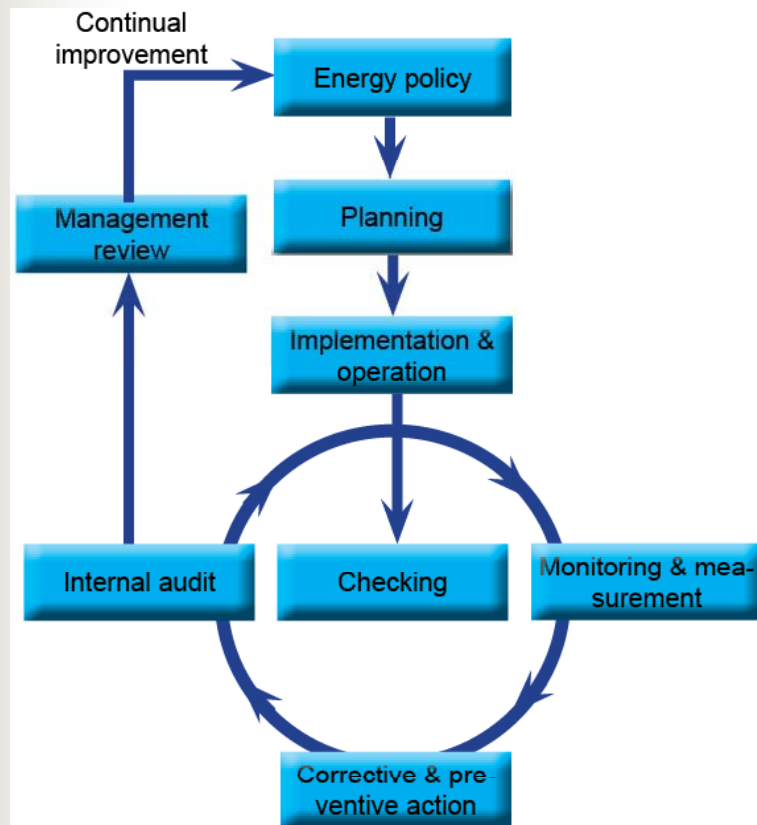 Continual
improvement
Energy policy
Management
review
Planning
Implementation &
operation
Internal audit
Checking
Monitoring & mea-
surement
Corrective & pre-
ventive action